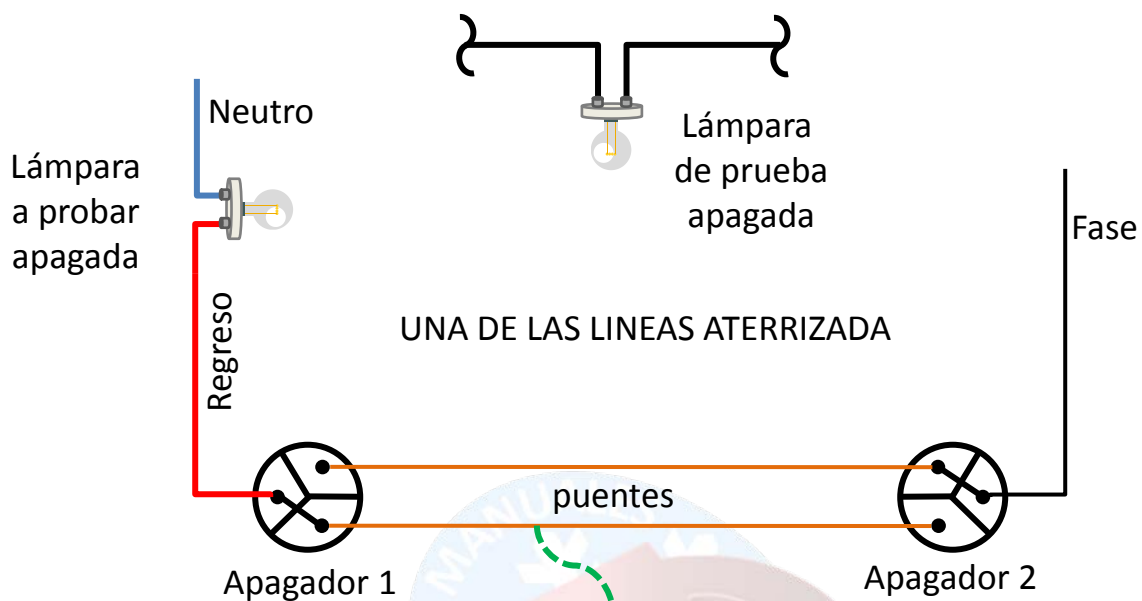 Neutro
Lámpara
a probar
apagada
Lámpara
de prueba
apagada
Fase
Regreso
UNA DE LAS LINEAS ATERRIZADA
puentes
MANUALES
Apagador 1
Apagador 2